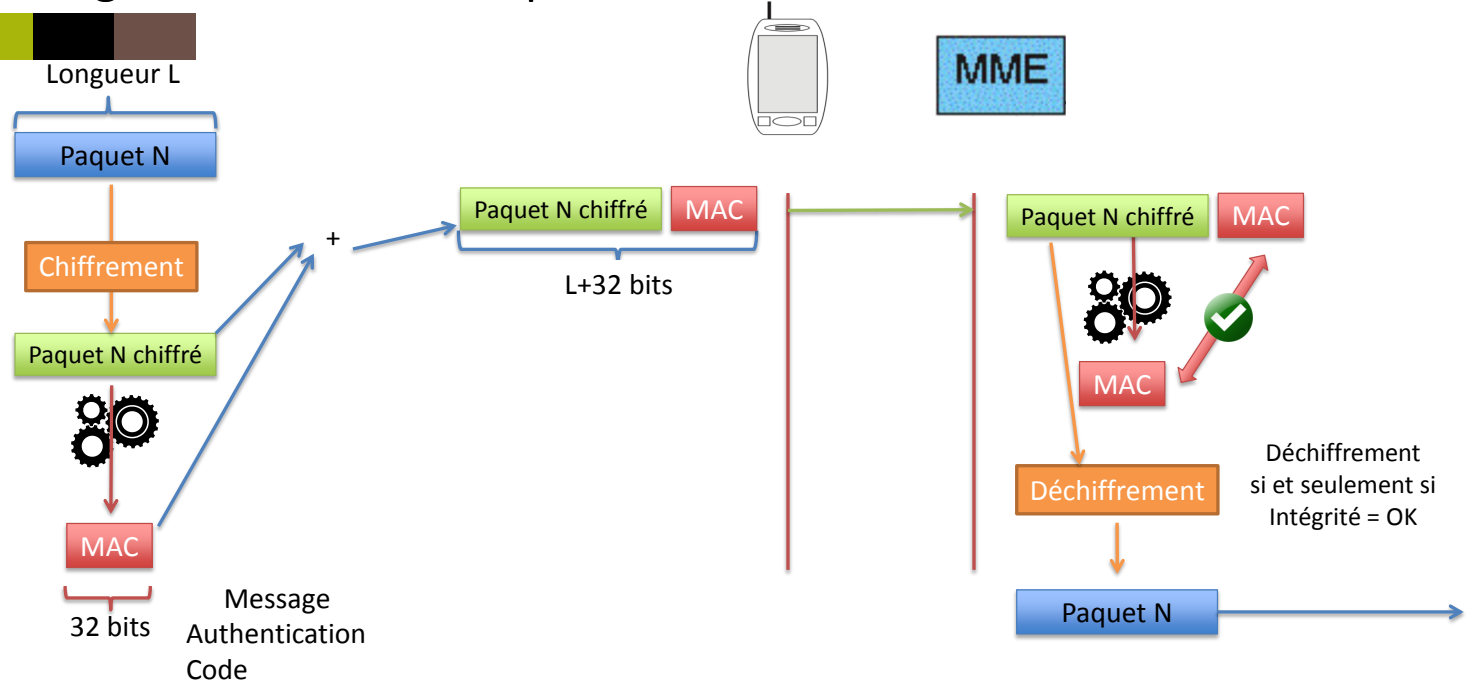 MME
Longueur L
Paquet N
Chiffrement
Paquet N chiffré
MAC
32 bits
Message
Authentication
Code
+
Paquet N chiffré MAC
L+32 bits
Paquet N chiffré MAC
MAC
Déchiffrement
Déchiffrement
si et seulement si
Intégrité = OK
Paquet N